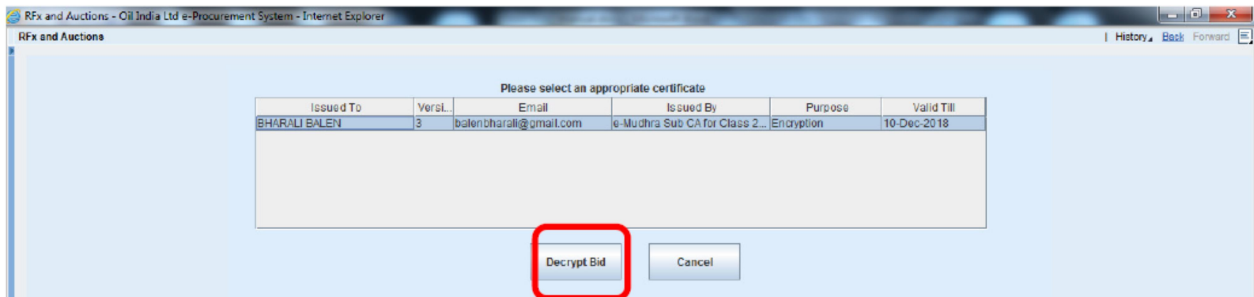 RFx and Auctions - Oil India Ltd e-Procurement System - Internet Explorer
RFx and Auctions | History Back Forward
Please select an appropriate certificate
Issued To Versi... Email Issued By Purpose Valid Till
BHARALI BALEN 3 balenbharali@gmail.com e-Mudhra Sub CA for Class 2... Encryption 10-Dec-2018
Decrypt Bid Cancel